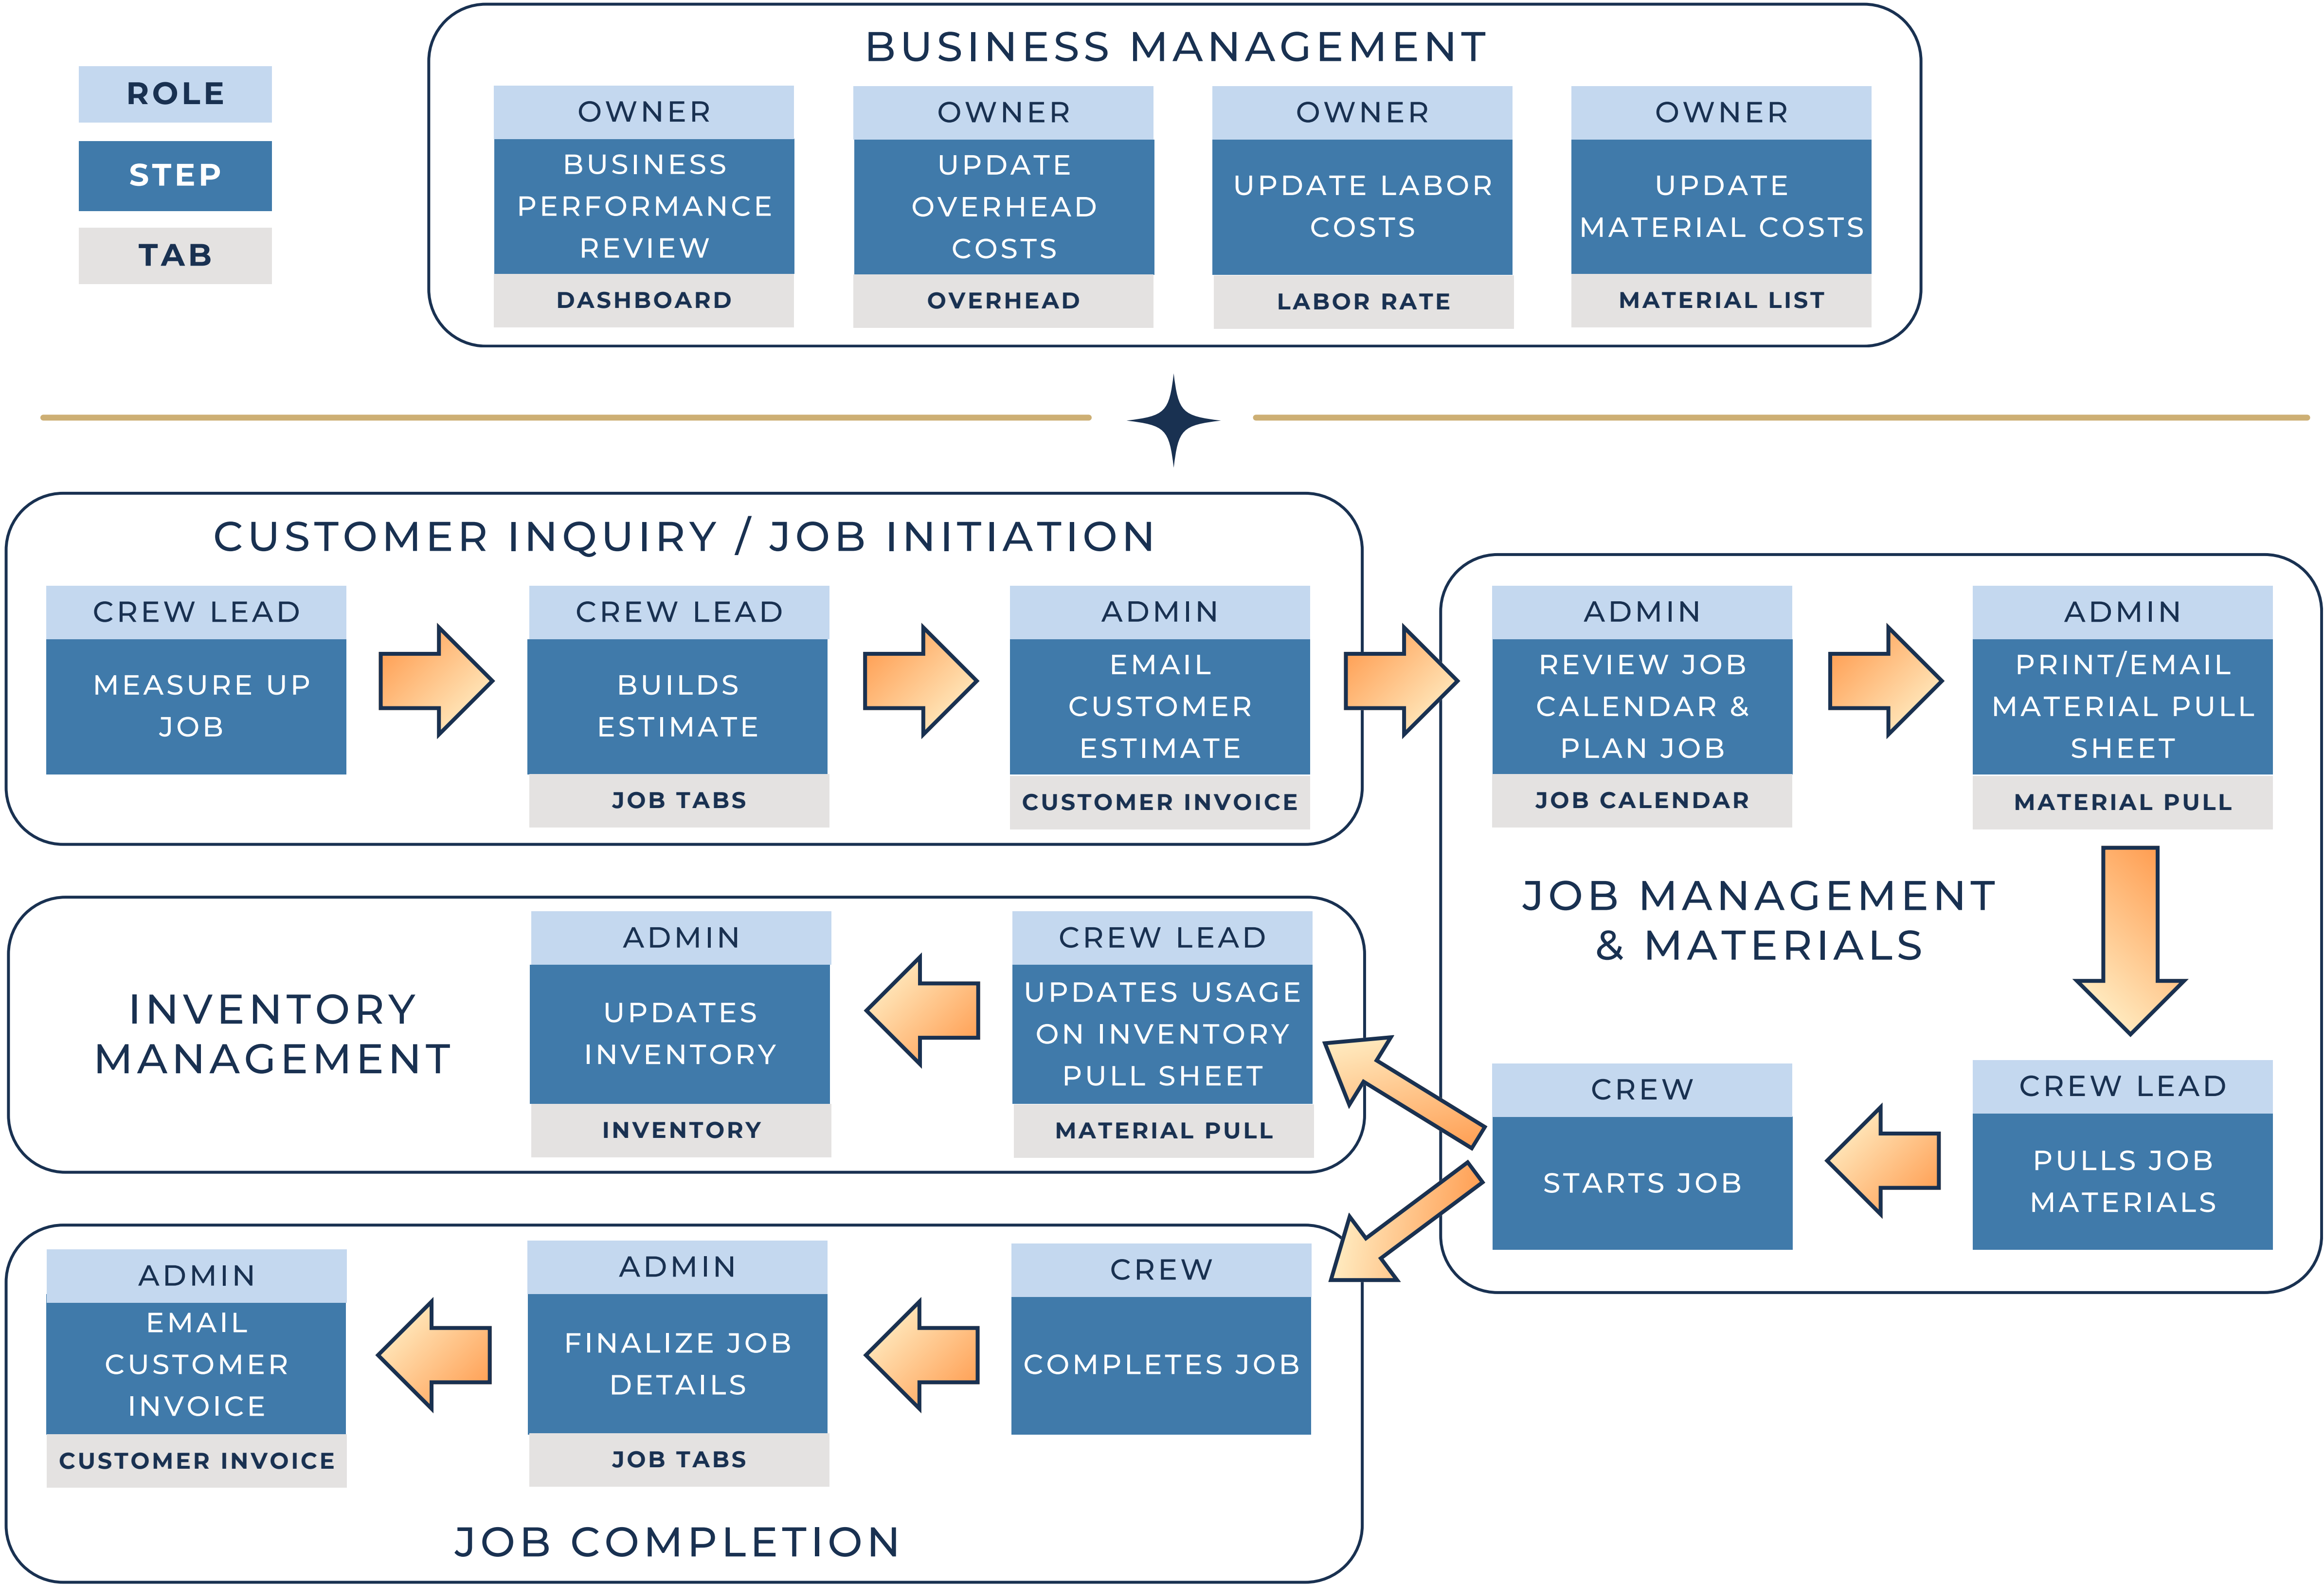 BUSINESS MANAGEMENT
ROLE
STEP
TAB
OWNER
BUSINESS
PERFORMANCE
REVIEW
DASHBOARD
OWNER
UPDATE
OVERHEAD
COSTS
OVERHEAD
OWNER
UPDATE LABOR
COSTS
LABOR RATE
OWNER
UPDATE
MATERIAL COSTS
MATERIAL LIST
CUSTOMER INQUIRY / JOB INITIATION
CREW LEAD
MEASURE UP
JOB
CREW LEAD
BUILDS
ESTIMATE
JOB TABS
ADMIN
EMAIL
CUSTOMER
ESTIMATE
CUSTOMER INVOICE
ADMIN
REVIEW JOB
CALENDAR &
PLAN JOB
JOB CALENDAR
ADMIN
PRINT/EMAIL
MATERIAL PULL
SHEET
MATERIAL PULL
JOB MANAGEMENT
& MATERIALS
CREW LEAD
PULLS JOB
MATERIALS
CREW
STARTS JOB
INVENTORY
MANAGEMENT
CREW LEAD
UPDATES USAGE
ON INVENTORY
PULL SHEET
MATERIAL PULL
ADMIN
UPDATES
INVENTORY
INVENTORY
CREW
COMPLETES JOB
ADMIN
FINALIZE JOB
DETAILS
JOB TABS
ADMIN
EMAIL
CUSTOMER
INVOICE
CUSTOMER INVOICE
JOB COMPLETION